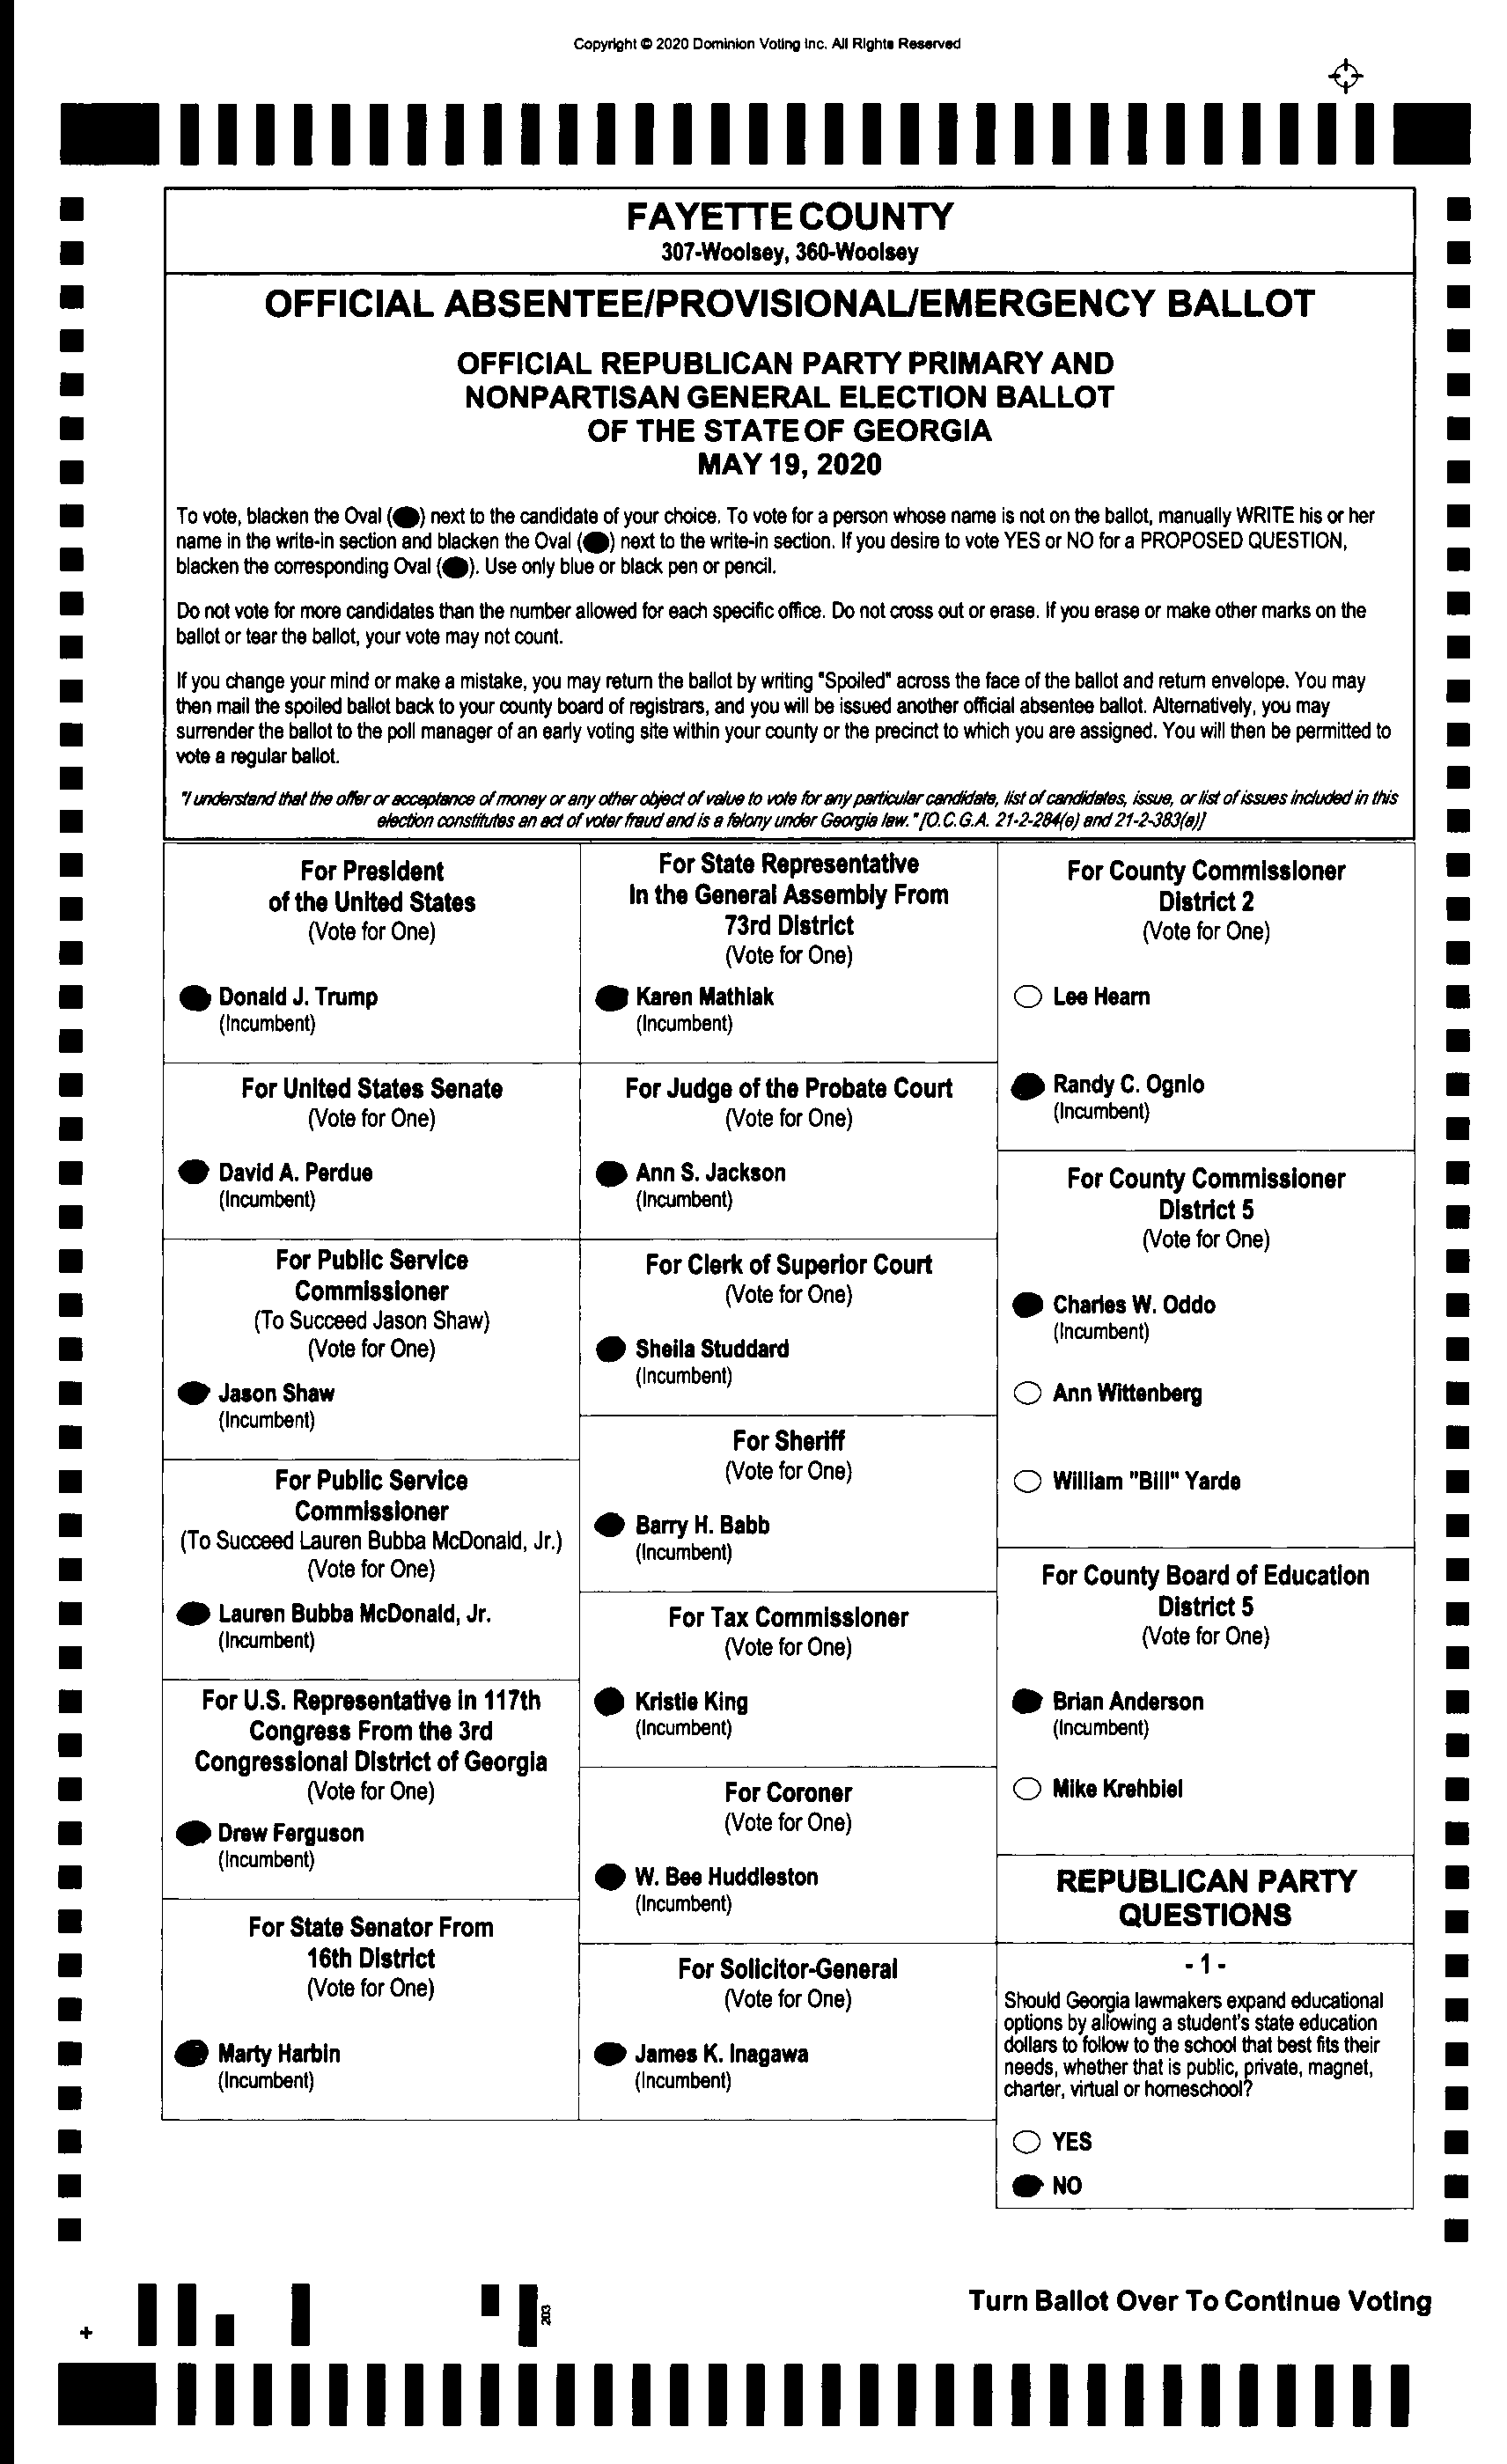 Copyright © 2020 Dominion Voting Inc. All Rights Reserved
FAYETTE COUNTY
307-Woolsey, 360-Woolsey
OFFICIAL ABSENTEE/PROVISIONAL/EMERGENCY BALLOT
OFFICIAL REPUBLICAN PARTY PRIMARY AND
NONPARTISAN GENERAL ELECTION BALLOT
OF THE STATE OF GEORGIA
MAY 19, 2020
To vote, blacken the Oval (●) next to the candidate of your choice. To vote for a person whose name is not on the ballot, manually WRITE his or her
name in the write-in section and blacken the Oval (●) next to the write-in section. If you desire to vote YES or NO for a PROPOSED QUESTION,
blacken the corresponding Oval (●). Use only blue or black pen or pencil.
Do not vote for more candidates than the number allowed for each specific office. Do not cross out or erase. If you erase or make other marks on the
ballot or tear the ballot, your vote may not count.
If you change your mind or make a mistake, you may return the ballot by writing "Spoiled" across the face of the ballot and return envelope. You may
then mail the spoiled ballot back to your county board of registrars, and you will be issued another official absentee ballot. Alternatively, you may
surrender the ballot to the poll manager of an early voting site within your county or the precinct to which you are assigned. You will then be permitted to
vote a regular ballot.
"I understand that the offer or acceptance of money or any other object of value to vote for any particular candidate, list of candidates, issue, or list of issues included in this
election constitutes an act of voter fraud and is a felony under Georgia law." [O.C.G.A. 21-2-284(e) and 21-2-383(a)]
For President
of the United States
(Vote for One)
Donald J. Trump
(Incumbent)
For United States Senate
(Vote for One)
David A. Perdue
(Incumbent)
For Public Service
Commissioner
(To Succeed Jason Shaw)
(Vote for One)
Jason Shaw
(Incumbent)
For Public Service
Commissioner
(To Succeed Lauren Bubba McDonald, Jr.)
(Vote for One)
Lauren Bubba McDonald, Jr.
(Incumbent)
For U.S. Representative in 117th
Congress From the 3rd
Congressional District of Georgia
(Vote for One)
Drew Ferguson
(Incumbent)
For State Senator From
16th District
(Vote for One)
Marty Harbin
(Incumbent)
For State Representative
In the General Assembly From
73rd District
(Vote for One)
Karen Mathiak
(Incumbent)
For Judge of the Probate Court
(Vote for One)
Ann S. Jackson
(Incumbent)
For Clerk of Superior Court
(Vote for One)
Sheila Studdard
(Incumbent)
For Sheriff
(Vote for One)
Barry H. Babb
(Incumbent)
For Tax Commissioner
(Vote for One)
Kristie King
(Incumbent)
For Coroner
(Vote for One)
W. Bee Huddleston
(Incumbent)
For Solicitor-General
(Vote for One)
James K. Inagawa
(Incumbent)
For County Commissioner
District 2
(Vote for One)
Lee Hearn
Randy C. Ognio
(Incumbent)
For County Commissioner
District 5
(Vote for One)
Charles W. Oddo
(Incumbent)
Ann Wittenberg
William "Bill" Yarde
For County Board of Education
District 5
(Vote for One)
Brian Anderson
(Incumbent)
Mike Krehbiel
REPUBLICAN PARTY
QUESTIONS
- 1 -
Should Georgia lawmakers expand educational
options by allowing a student's state education
dollars to follow to the school that best fits their
needs, whether that is public, private, magnet,
charter, virtual or homeschool?
YES
NO
Turn Ballot Over To Continue Voting
203
+